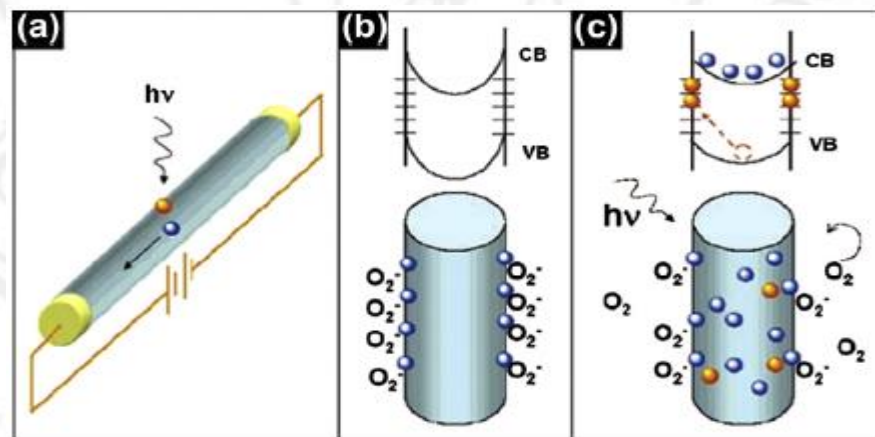 (a)
hν
(b)
CB
VB
O₂⁻ O₂⁻
O₂⁻ O₂⁻
O₂⁻ O₂⁻
O₂⁻ O₂⁻
(c)
CB
VB
hν
O₂⁻ O₂
O₂
O₂⁻ O₂⁻
O₂
O₂⁻ O₂⁻